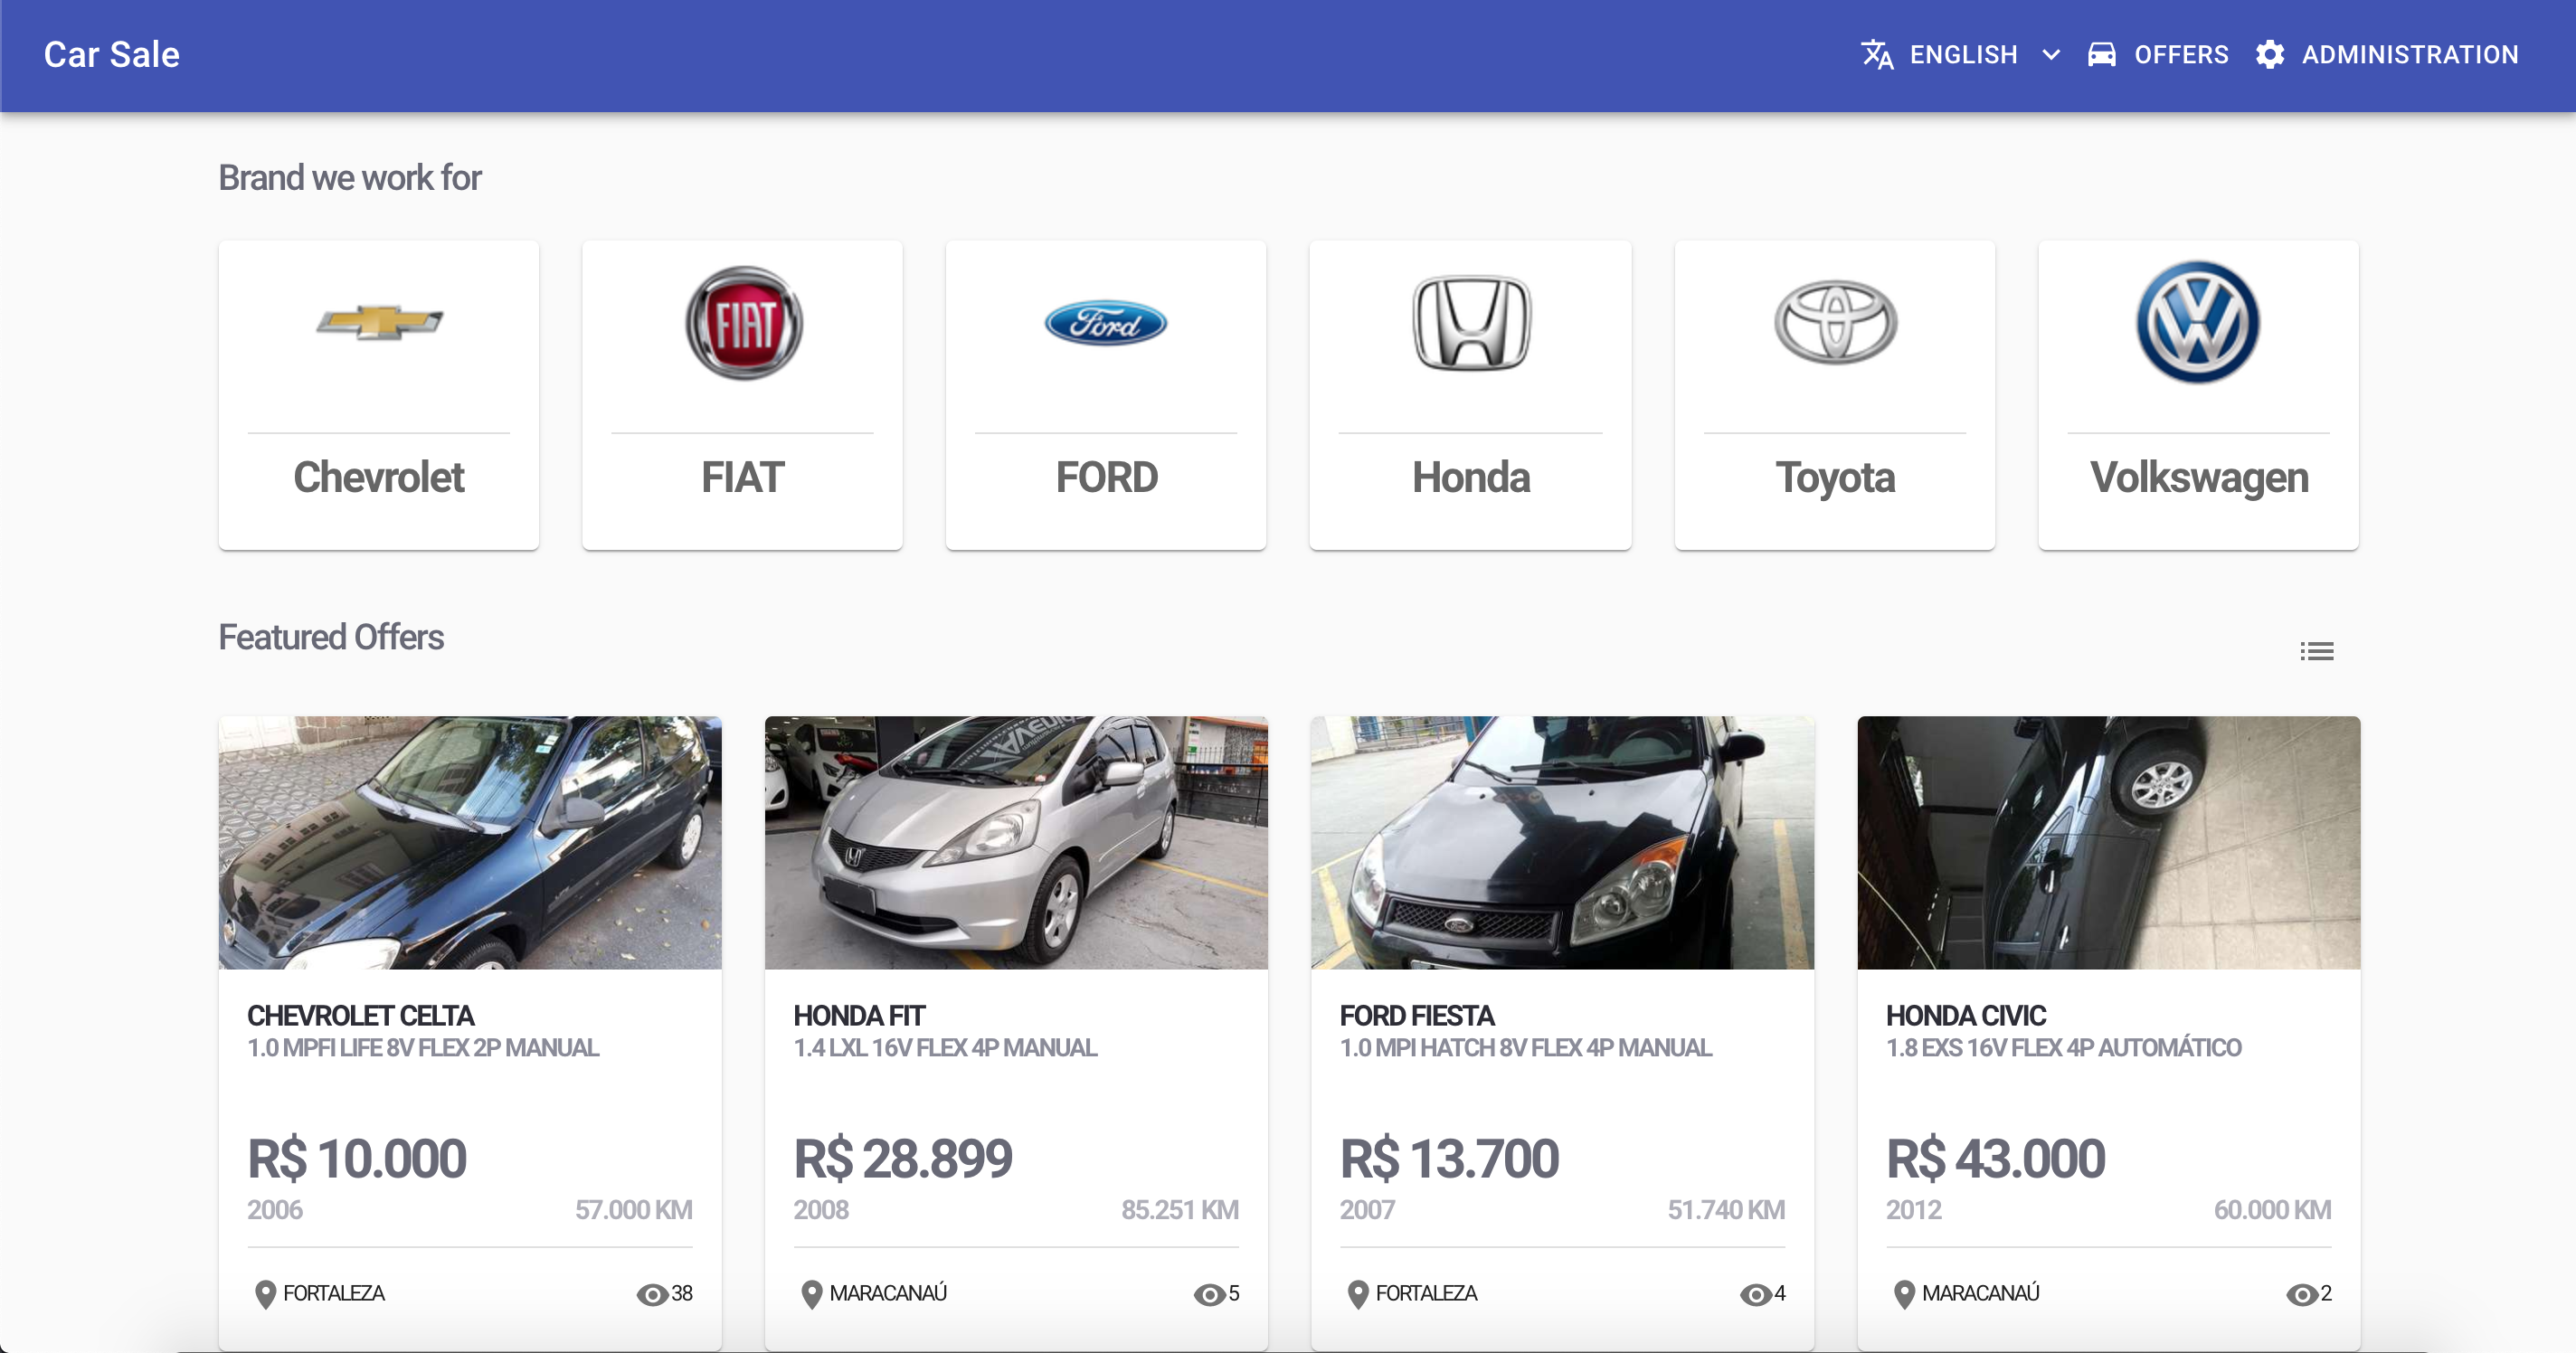 Car Sale
ENGLISH
OFFERS
ADMINISTRATION
Brand we work for
FIAT
Ford
Chevrolet
FIAT
FORD
Honda
Toyota
Volkswagen
Featured Offers
CHEVROLET CELTA
1.0 MPFI LIFE 8V FLEX 2P MANUAL
R$ 10.000
2006 57.000 KM
FORTALEZA 38
HONDA FIT
1.4 LXL 16V FLEX 4P MANUAL
R$ 28.899
2008 85.251 KM
MARACANAÚ 5
FORD FIESTA
1.0 MPI HATCH 8V FLEX 4P MANUAL
R$ 13.700
2007 51.740 KM
FORTALEZA 4
HONDA CIVIC
1.8 EXS 16V FLEX 4P AUTOMÁTICO
R$ 43.000
2012 60.000 KM
MARACANAÚ 2